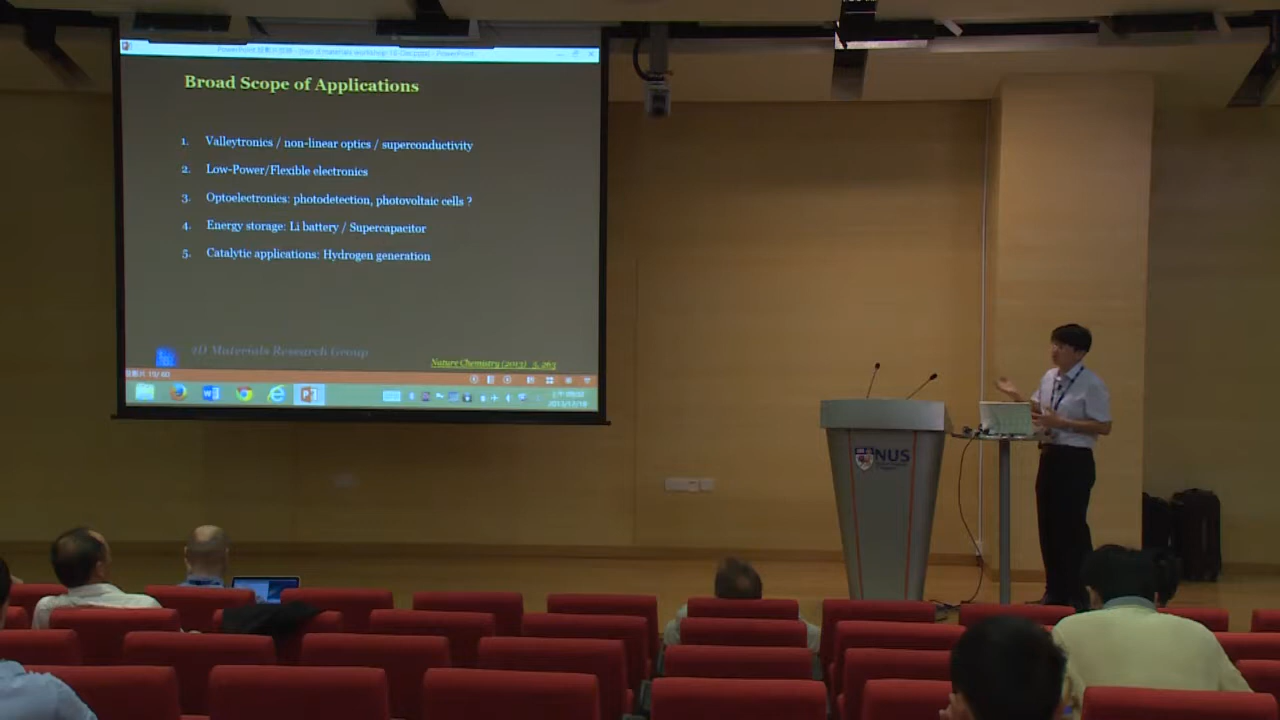 Broad Scope of Applications
1. Valleytronics / non-linear optics / superconductivity
2. Low-Power/Flexible electronics
3. Optoelectronics: photodetection, photovoltaic cells ?
4. Energy storage: Li battery / Supercapacitor
5. Catalytic applications: Hydrogen generation
2D Materials Research Group
Nature Chemistry (2013) 5, 263
NUS